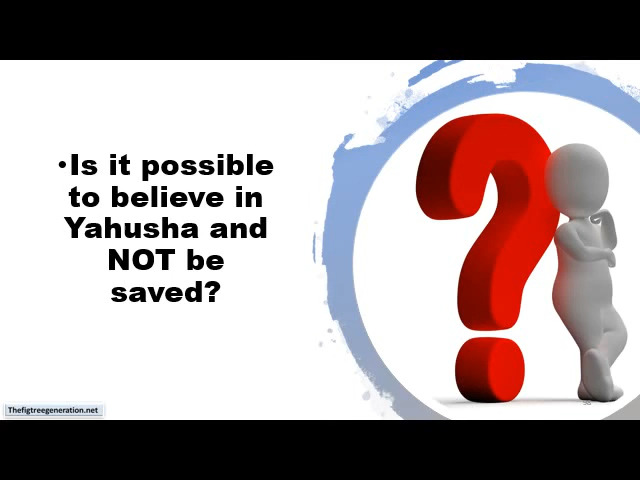 •Is it possible
to believe in
Yahusha and
NOT be
saved?
Thefigtreegeneration.net